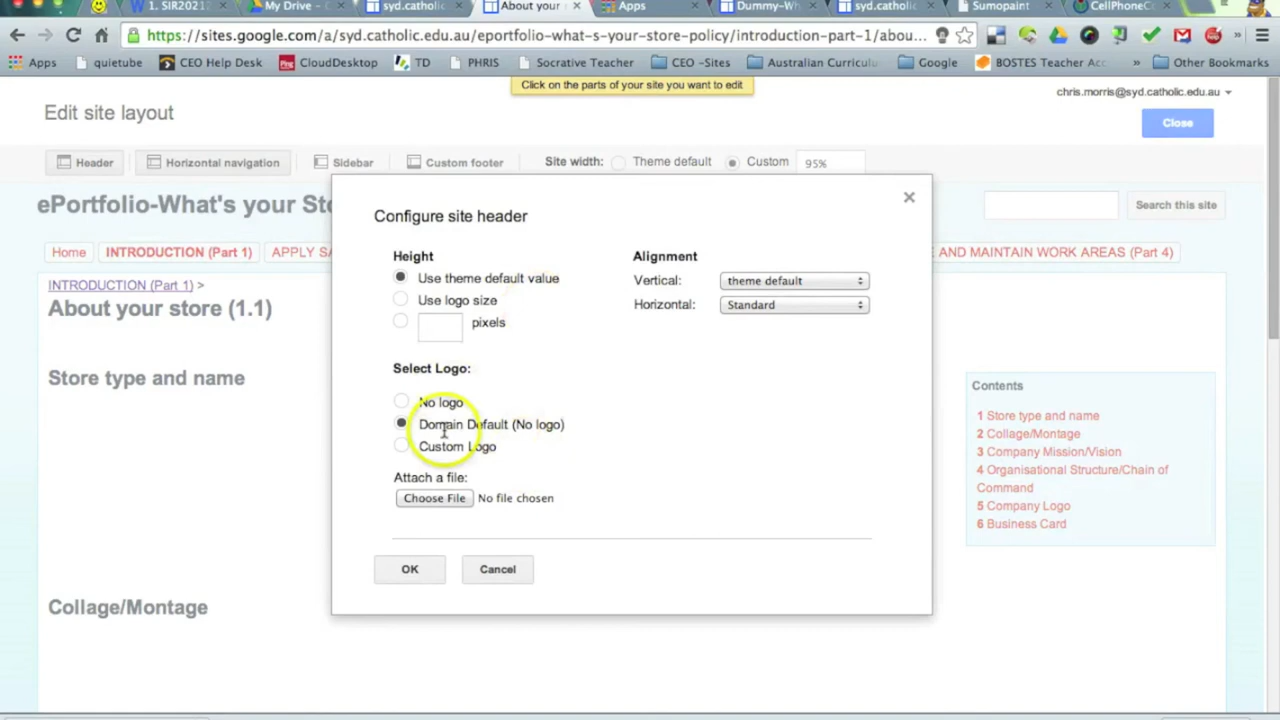 1. SIR2021
My Drive -
syd.catholic
About your
Apps
Dummy-Wh
syd.catholic
Sumopaint
CellPhoneC
https://sites.google.com/a/syd.catholic.edu.au/eportfolio-what-s-your-store-policy/introduction-part-1/abou...
Apps quietube CEO Help Desk CloudDesktop TD PHRIS Socrative Teacher CEO -Sites Australian Curriculu Google BOSTES Teacher Ac » Other Bookmarks
Click on the parts of your site you want to edit
chris.morris@syd.catholic.edu.au
Edit site layout
Close
Header Horizontal navigation Sidebar Custom footer Site width: Theme default Custom 95%
ePortfolio-What's your Sto
Search this site
Home INTRODUCTION (Part 1) APPLY SA
E AND MAINTAIN WORK AREAS (Part 4)
INTRODUCTION (Part 1) >
About your store (1.1)
Store type and name
Collage/Montage
Configure site header
Height
Use theme default value
Use logo size
pixels
Alignment
Vertical: theme default
Horizontal: Standard
Select Logo:
No logo
Domain Default (No logo)
Custom Logo
Attach a file:
Choose File No file chosen
OK Cancel
Contents
1 Store type and name
2 Collage/Montage
3 Company Mission/Vision
4 Organisational Structure/Chain of
Command
5 Company Logo
6 Business Card